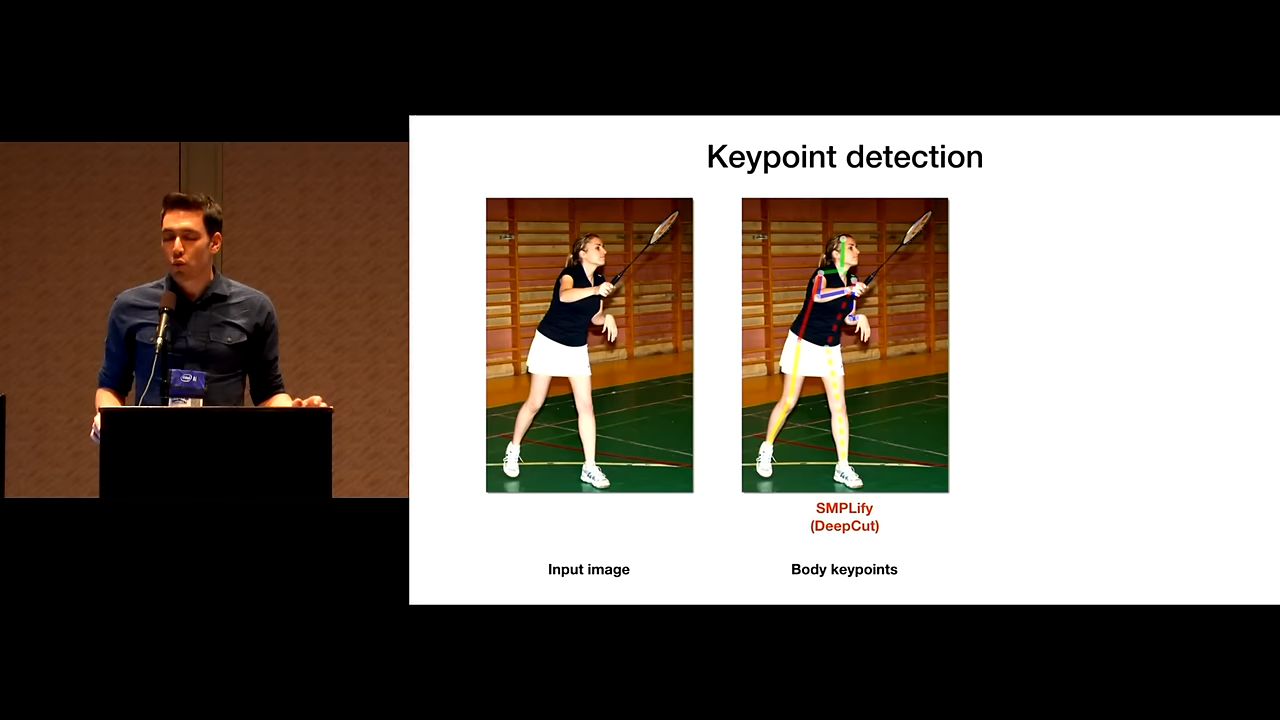 Keypoint detection
SMPLify
(DeepCut)
Input image
Body keypoints